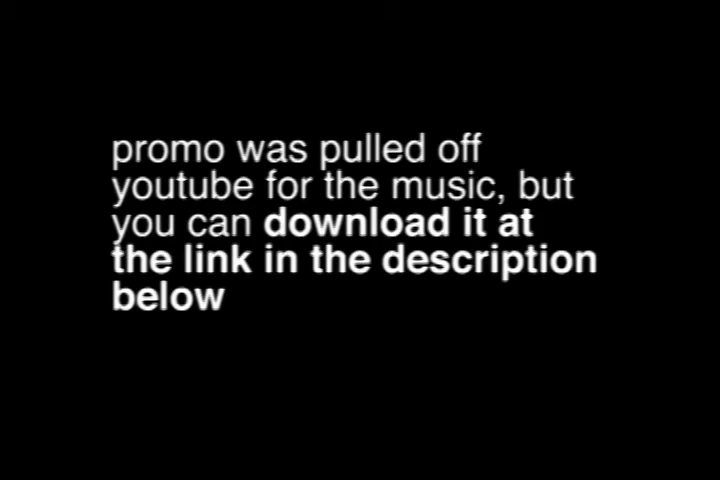 promo was pulled off
youtube for the music, but
you can download it at
the link in the description
below